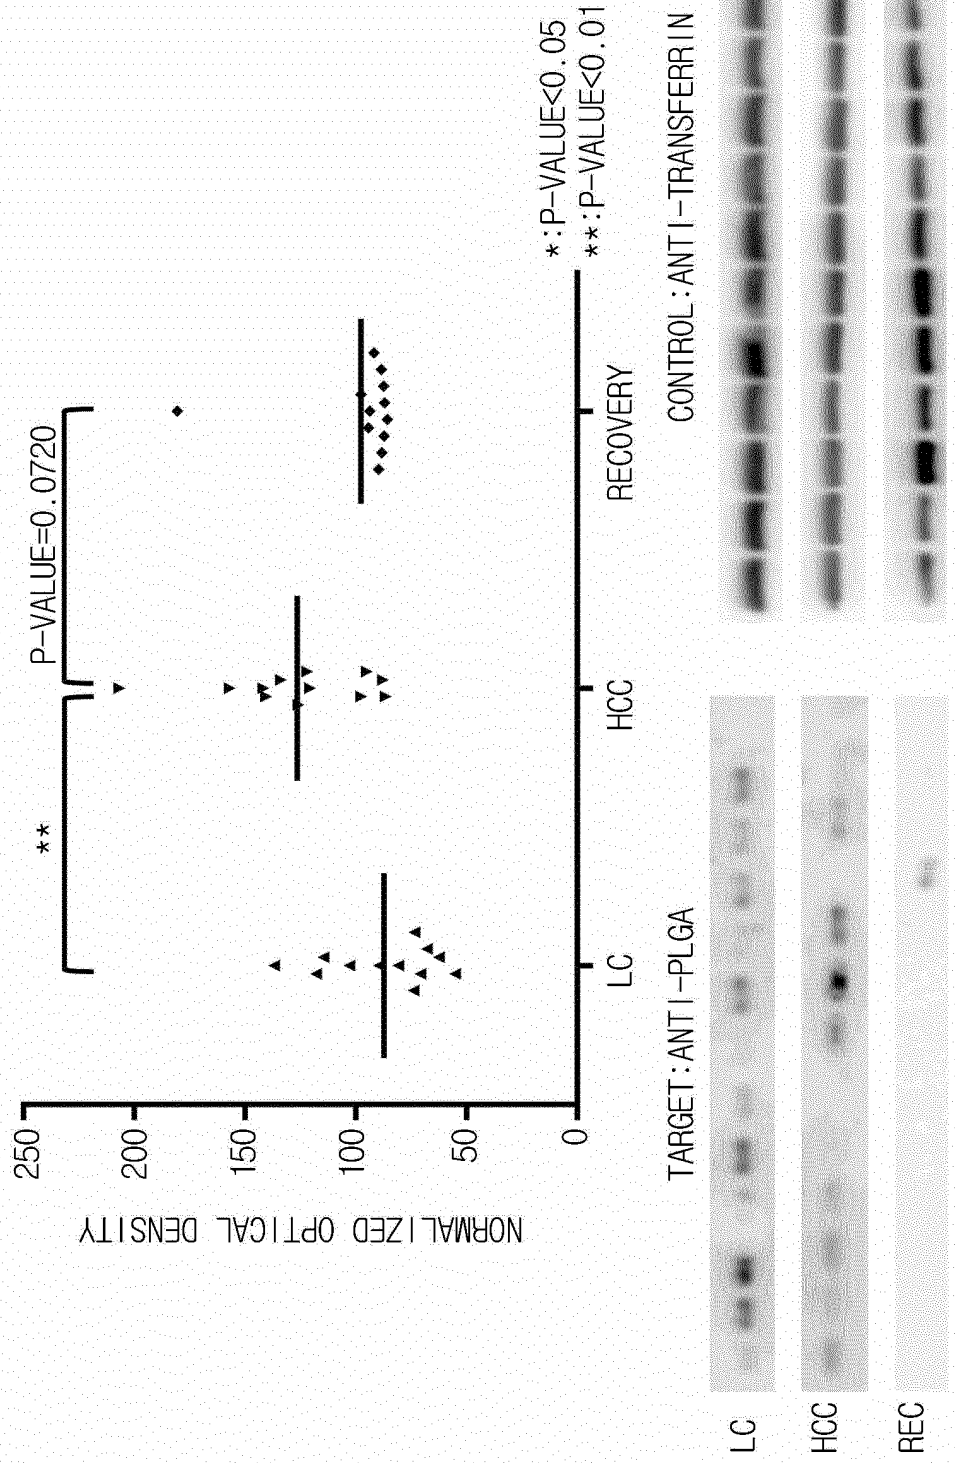 **
P-VALUE=0.0720
NORMALIZED OPTICAL DENSITY
250
200
150
100
50
0
LC
HCC
RECOVERY
*:P-VALUE<0.05
**:P-VALUE<0.01
TARGET:ANTI-PLGA
CONTROL:ANTI-TRANSFERRIN
LC
HCC
REC